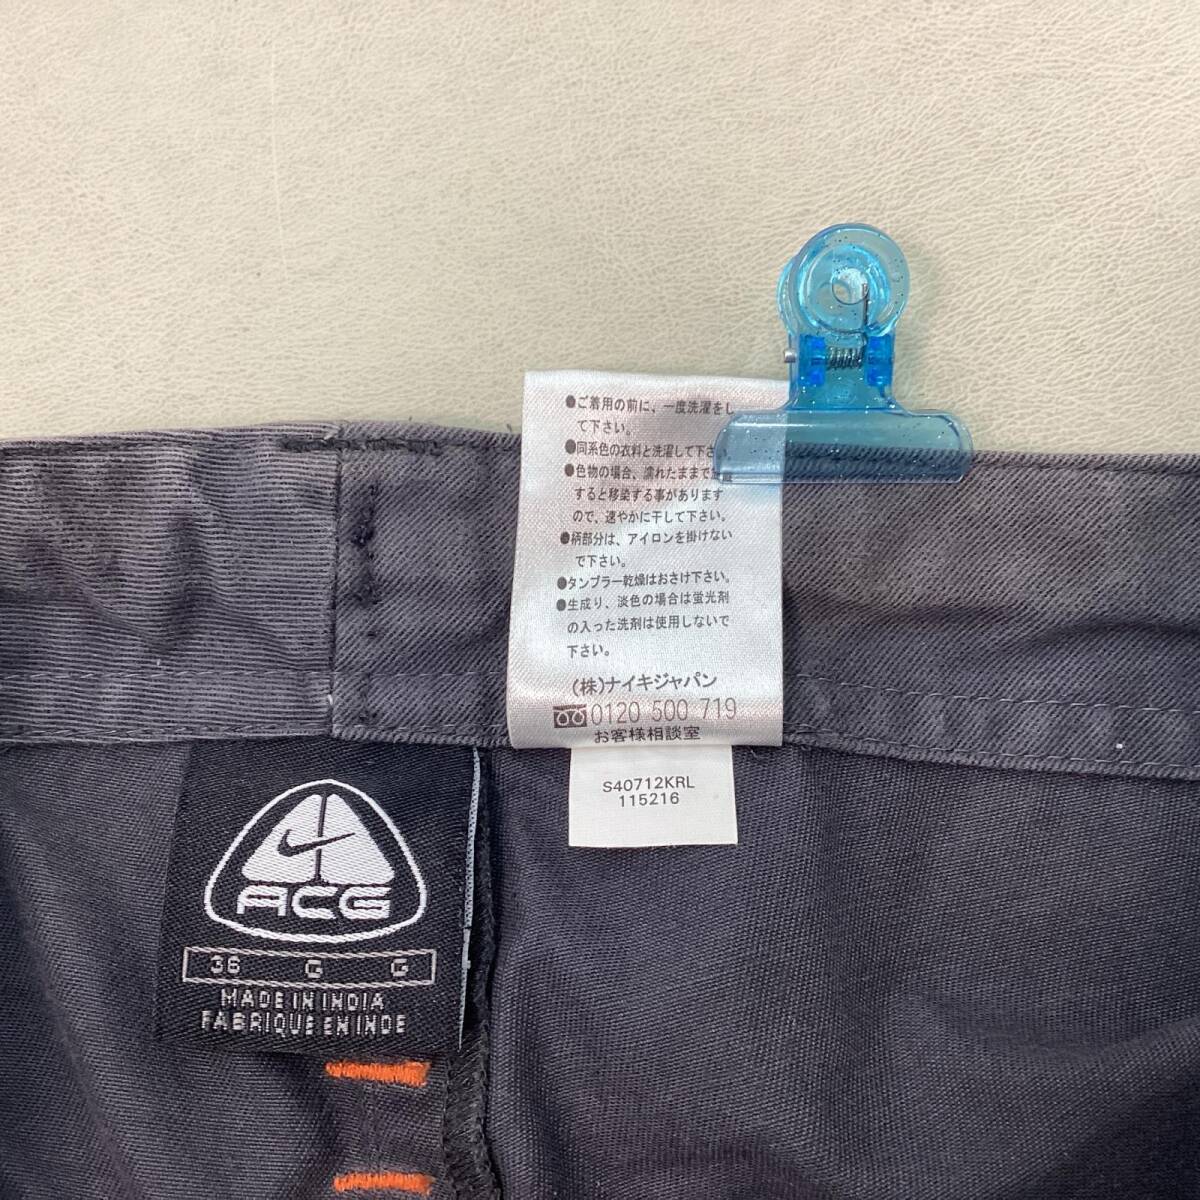 ●ご着用の前に、一度洗濯をし
て下さい。
●同系色の衣料と洗濯して下さい
●色物の場合、濡れたままで
すると移染する事があります
ので、速やかに干して下さい。
●柄部分は、アイロンを掛けない
で下さい。
●タンブラー乾燥はおさけ下さい。
●生成り、淡色の場合は蛍光剤
の入った洗剤は使用しないで
下さい。
(株)ナイキジャパン
0120 500 719
お客様相談室
S40712KRL
115216
ACG
36 G G
MADE IN INDIA
FABRIQUE EN INDE